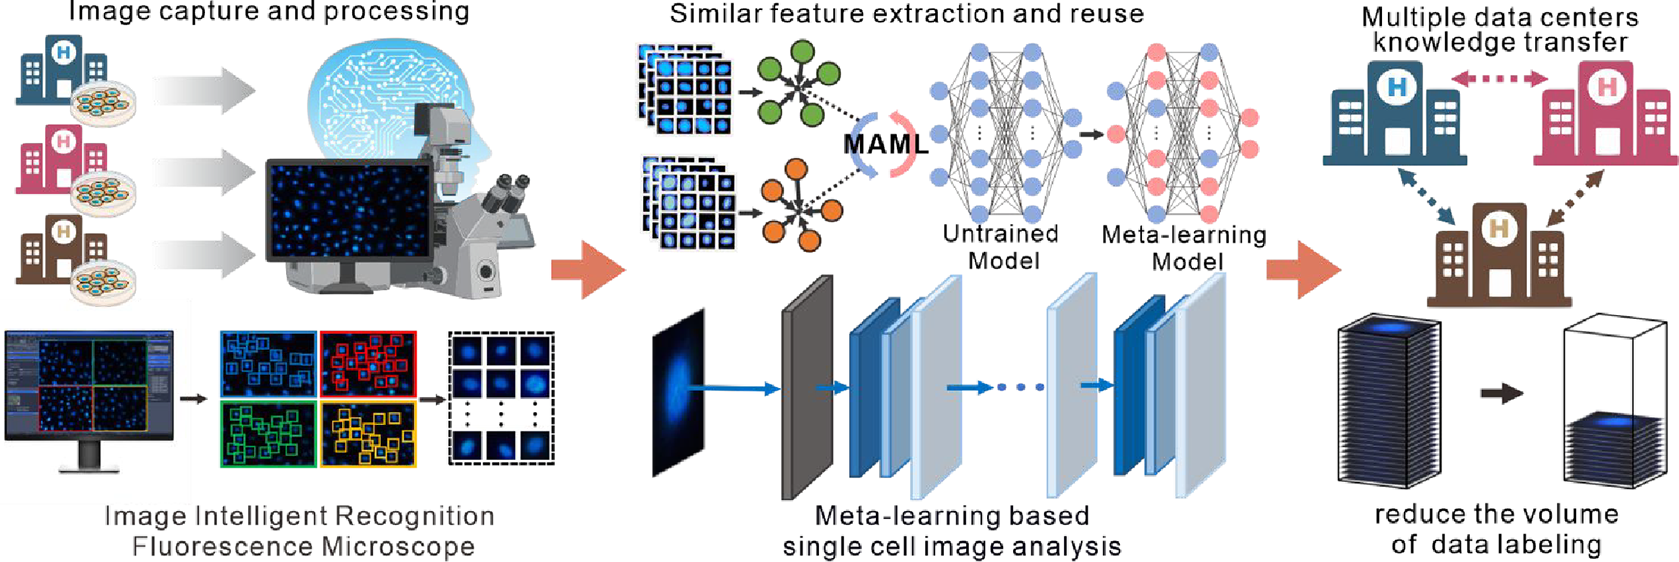 Image capture and processing
H
H
H
Image Intelligent Recognition
Fluorescence Microscope
Similar feature extraction and reuse
MAML
Untrained
Model
Meta-learning
Model
Meta-learning based
single cell image analysis
Multiple data centers
knowledge transfer
H
H
H
reduce the volume
of data labeling